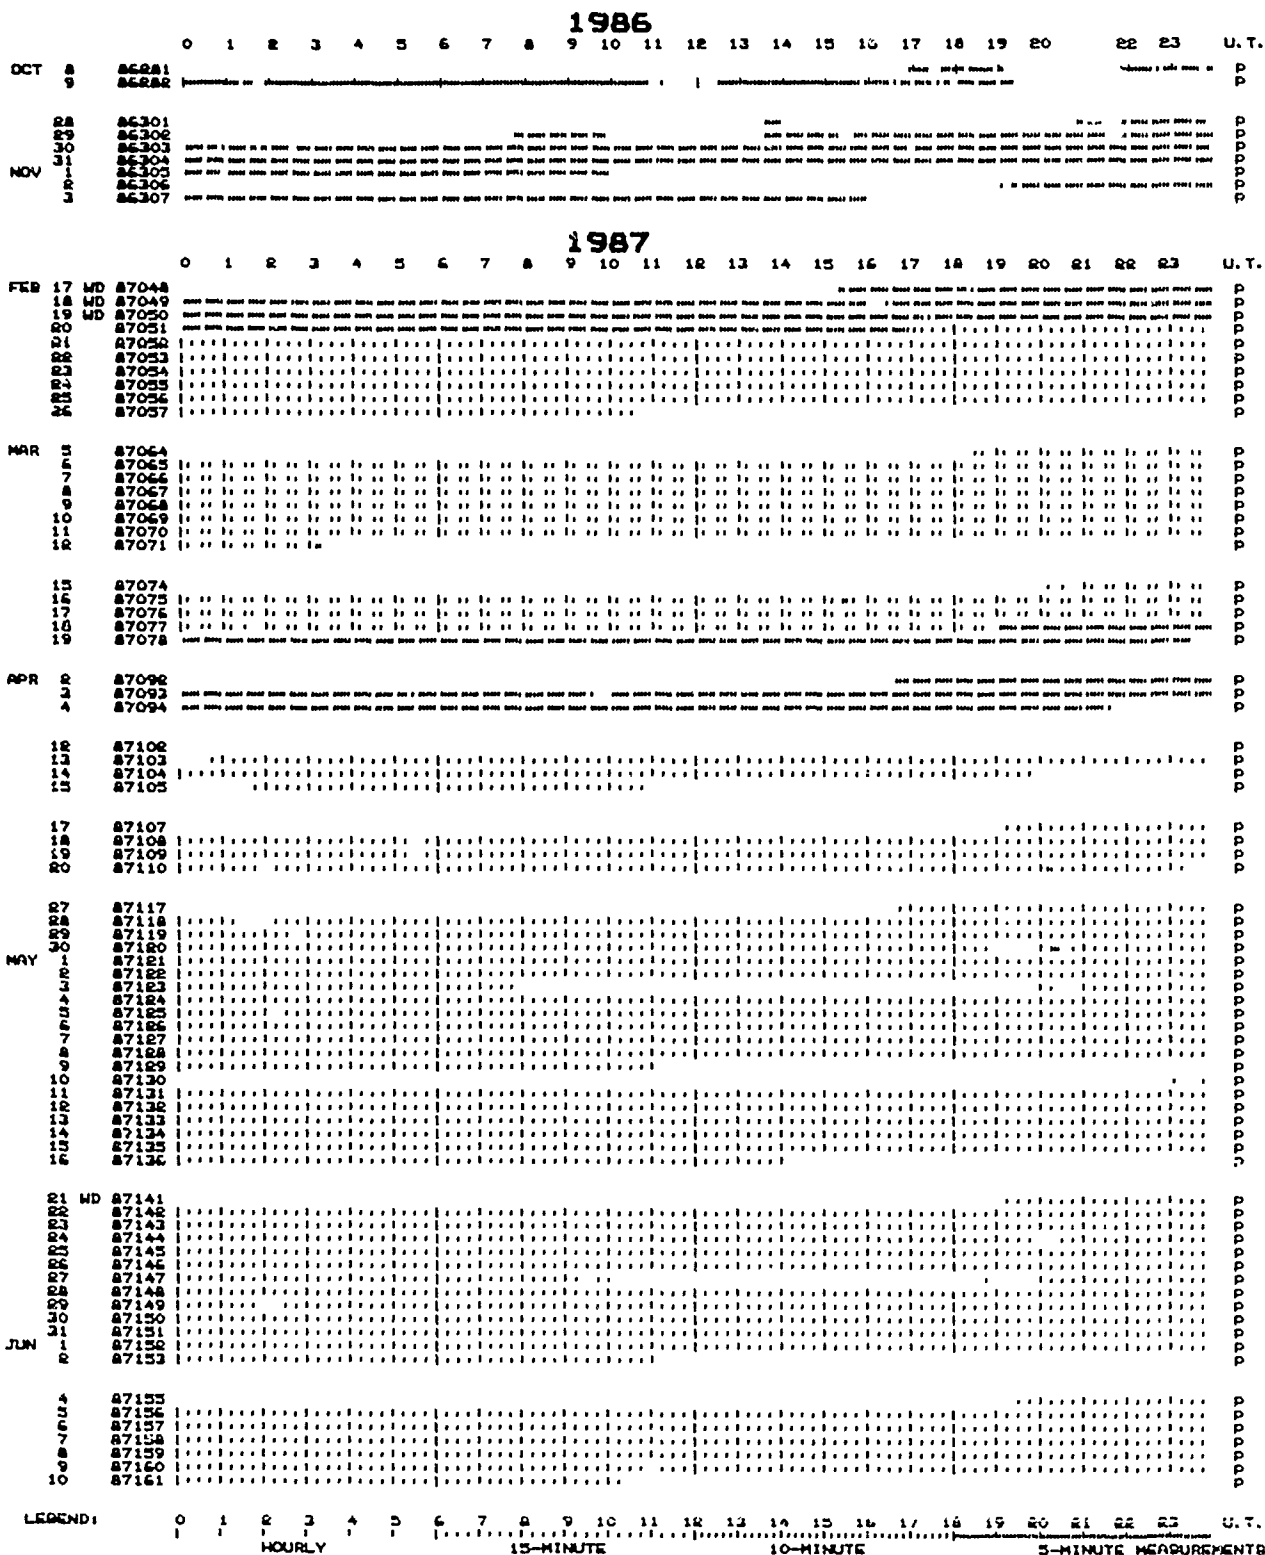 1986
0 1 2 3 4 5 6 7 8 9 10 11 12 13 14 15 16 17 18 19 20 22 23 U.T.
OCT 8 86281 P
9 86282 P
28 86301 P
29 86302 P
30 86303 P
31 86304 P
NOV 1 86305 P
2 86306 P
3 86307 P
1987
0 1 2 3 4 5 6 7 8 9 10 11 12 13 14 15 16 17 18 19 20 21 22 23 U.T.
FEB 17 WD 87048 P
18 WD 87049 P
19 WD 87050 P
20 87051 P
21 87052 P
22 87053 P
23 87054 P
24 87055 P
25 87056 P
26 87057 P
MAR 5 87064 P
6 87065 P
7 87066 P
8 87067 P
9 87068 P
10 87069 P
11 87070 P
12 87071 P
15 87074 P
16 87075 P
17 87076 P
18 87077 P
19 87078 P
APR 2 87092 P
3 87093 P
4 87094 P
12 87102 P
13 87103 P
14 87104 P
15 87105 P
17 87107 P
18 87108 P
19 87109 P
20 87110 P
27 87117 P
28 87118 P
29 87119 P
30 87120 P
MAY 1 87121 P
2 87122 P
3 87123 P
4 87124 P
5 87125 P
6 87126 P
7 87127 P
8 87128 P
9 87129 P
10 87130 P
11 87131 P
12 87132 P
13 87133 P
14 87134 P
15 87135 P
16 87136
21 WD 87141 P
22 87142 P
23 87143 P
24 87144 P
25 87145 P
26 87146 P
27 87147 P
28 87148 P
29 87149 P
30 87150 P
31 87151 P
JUN 1 87152 P
2 87153 P
4 87155 P
5 87156 P
6 87157 P
7 87158 P
8 87159 P
9 87160 P
10 87161 P
LEGEND: 0 1 2 3 4 5 6 7 8 9 10 11 12 13 14 15 16 17 18 19 20 21 22 23 U.T.
HOURLY 15-MINUTE 10-MINUTE 5-MINUTE MEASUREMENTS